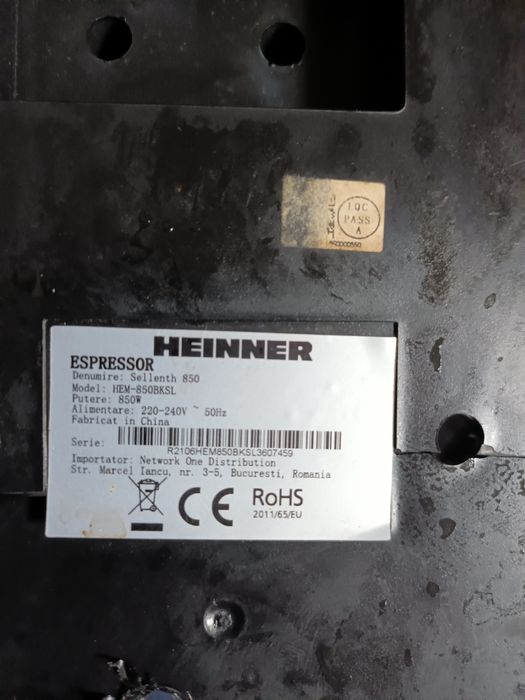 IQC
PASS
A
HEINNER
ESPRESSOR
Denumire: Sellenth 850
Model: HEM-850BKSL
Putere: 850W
Alimentare: 220-240V ~ 50Hz
Fabricat in China
Serie:
R2106HEM850BKSL3607459
Importator: Network One Distribution
Str. Marcel Iancu, nr. 3-5, Bucuresti, Romania
CE RoHS
2011/65/EU